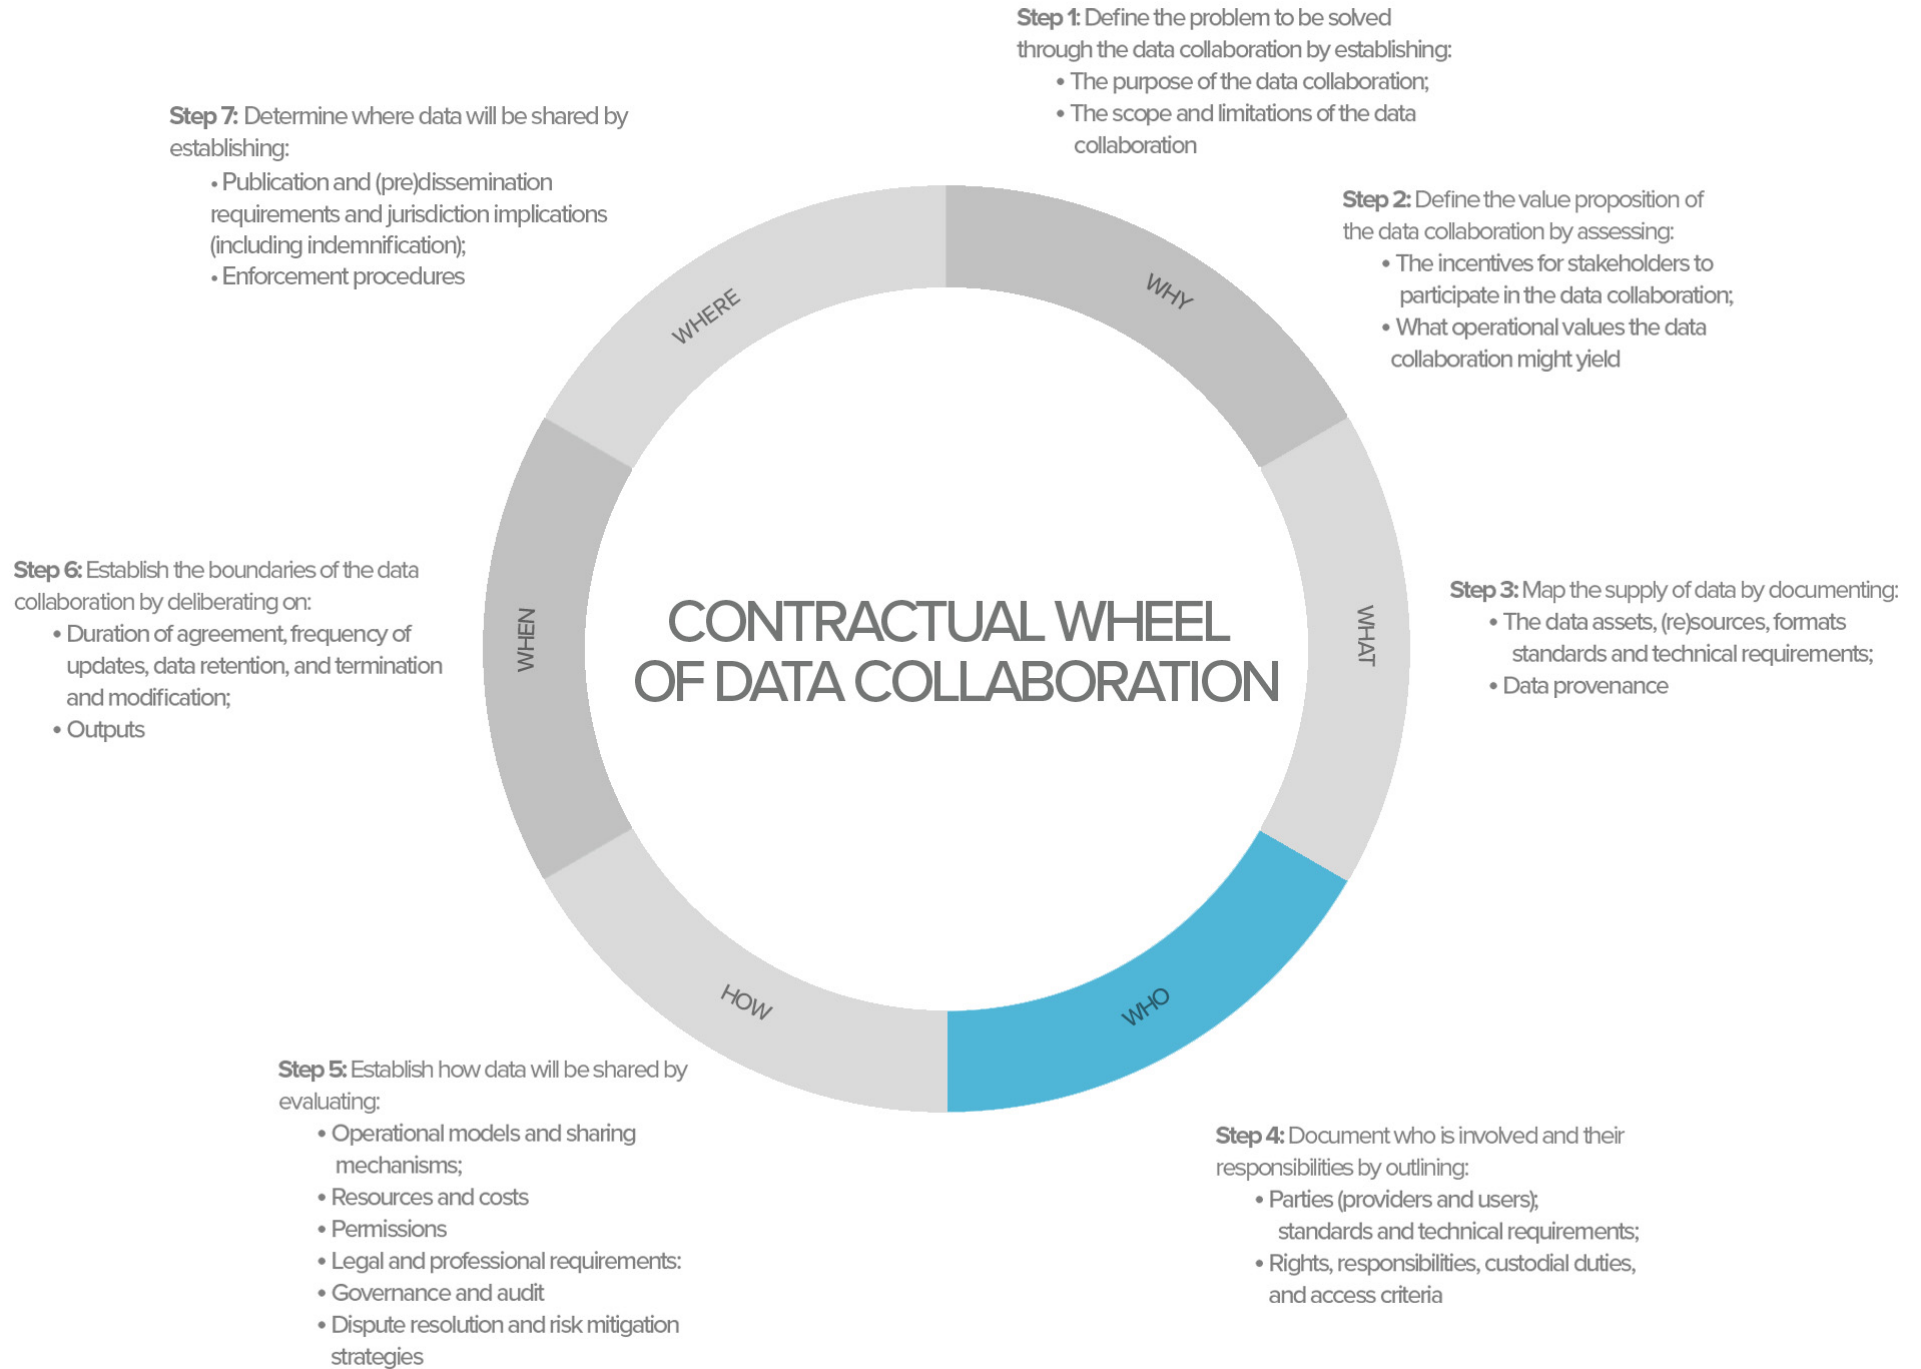 Step 1: Define the problem to be solved
through the data collaboration by establishing:
• The purpose of the data collaboration;
• The scope and limitations of the data
collaboration
Step 2: Define the value proposition of
the data collaboration by assessing:
• The incentives for stakeholders to
participate in the data collaboration;
• What operational values the data
collaboration might yield
Step 3: Map the supply of data by documenting:
• The data assets, (re)sources, formats
standards and technical requirements;
• Data provenance
Step 4: Document who is involved and their
responsibilities by outlining:
• Parties (providers and users);
standards and technical requirements;
• Rights, responsibilities, custodial duties,
and access criteria
Step 5: Establish how data will be shared by
evaluating:
• Operational models and sharing
mechanisms;
• Resources and costs
• Permissions
• Legal and professional requirements:
• Governance and audit
• Dispute resolution and risk mitigation
strategies
Step 6: Establish the boundaries of the data
collaboration by deliberating on:
• Duration of agreement, frequency of
updates, data retention, and termination
and modification;
• Outputs
Step 7: Determine where data will be shared by
establishing:
• Publication and (pre)dissemination
requirements and jurisdiction implications
(including indemnification);
• Enforcement procedures
WHY
WHAT
WHO
HOW
WHEN
WHERE
CONTRACTUAL WHEEL
OF DATA COLLABORATION